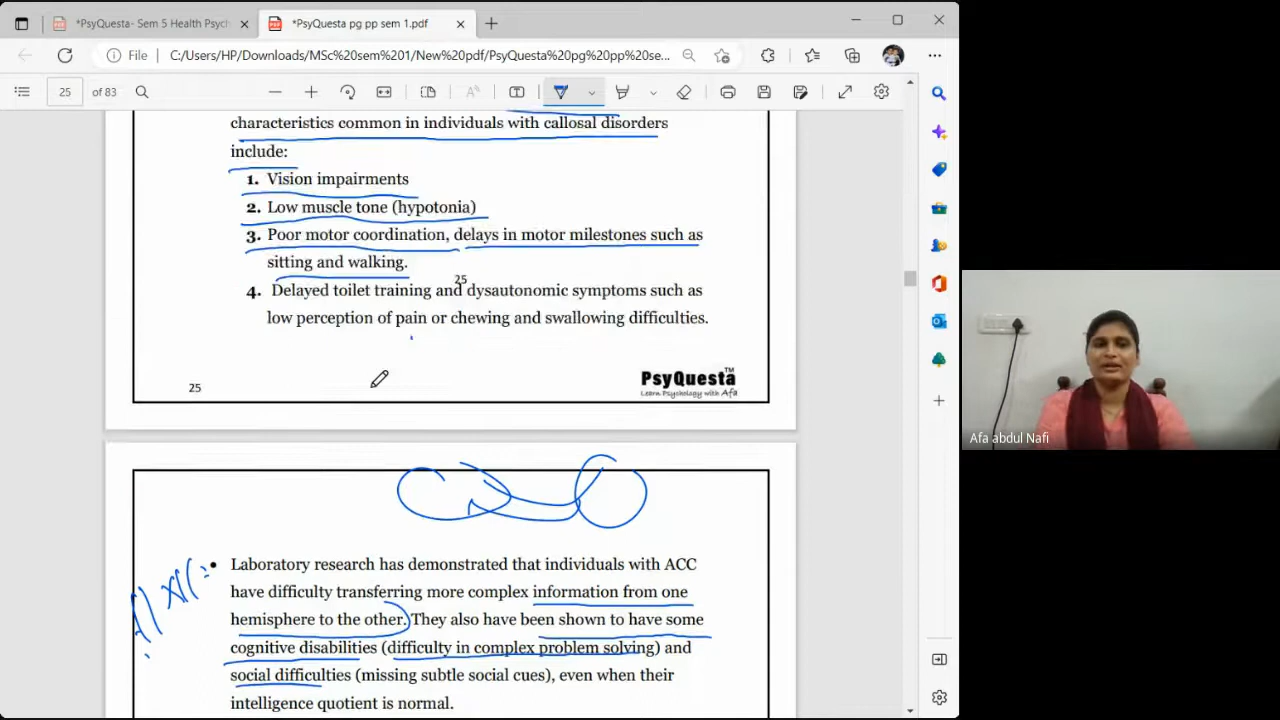 *PsyQuesta- Sem 5 Health Psych
*PsyQuesta pg pp sem 1.pdf
File
C:/Users/HP/Downloads/MSc%20sem%201/New%20pdf/PsyQuesta%20pg%20pp%20se...
25 of 83
characteristics common in individuals with callosal disorders
include:
1. Vision impairments
2. Low muscle tone (hypotonia)
3. Poor motor coordination, delays in motor milestones such as
sitting and walking.
25
4. Delayed toilet training and dysautonomic symptoms such as
low perception of pain or chewing and swallowing difficulties.
25
PsyQuesta™
Learn Psychology with Afa
Afa abdul Nafi
• Laboratory research has demonstrated that individuals with ACC
have difficulty transferring more complex information from one
hemisphere to the other. They also have been shown to have some
cognitive disabilities (difficulty in complex problem solving) and
social difficulties (missing subtle social cues), even when their
intelligence quotient is normal.